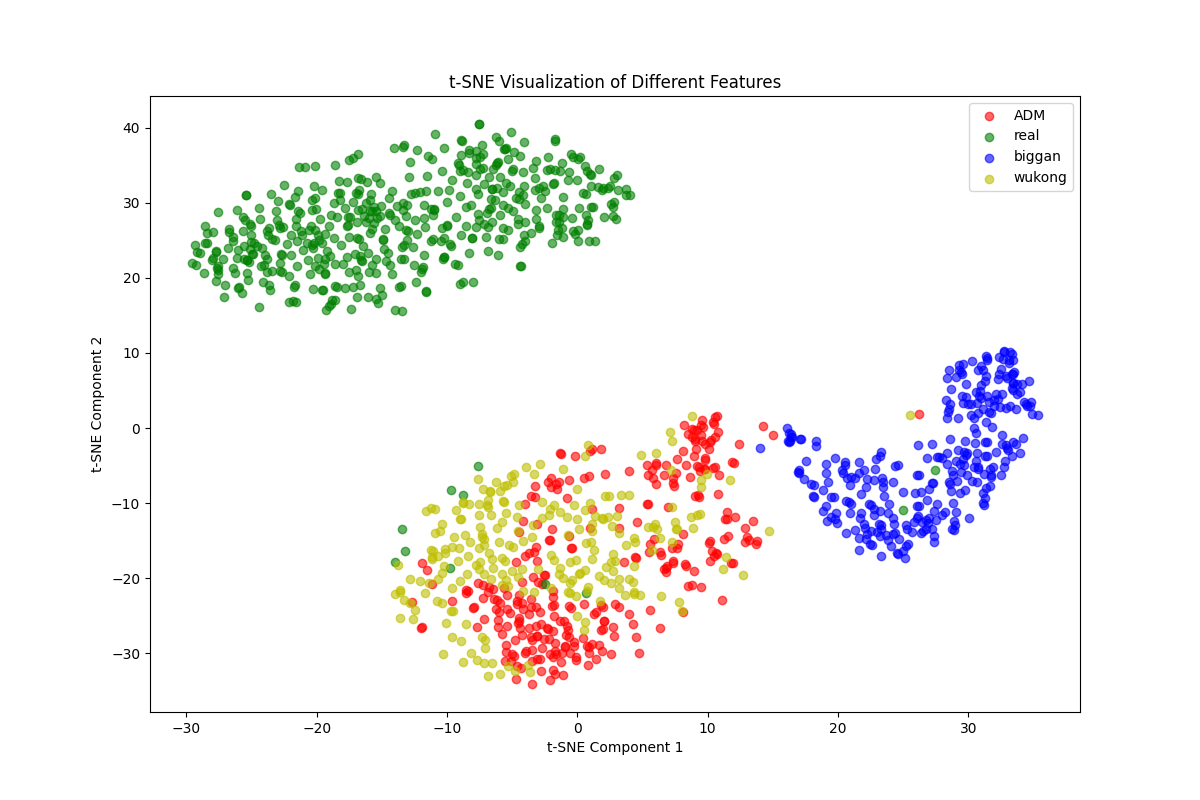 t-SNE Visualization of Different Features
ADM
real
biggan
wukong
t-SNE Component 2
40
30
20
10
0
−10
−20
−30
−30
−20
−10
0
10
20
30
t-SNE Component 1